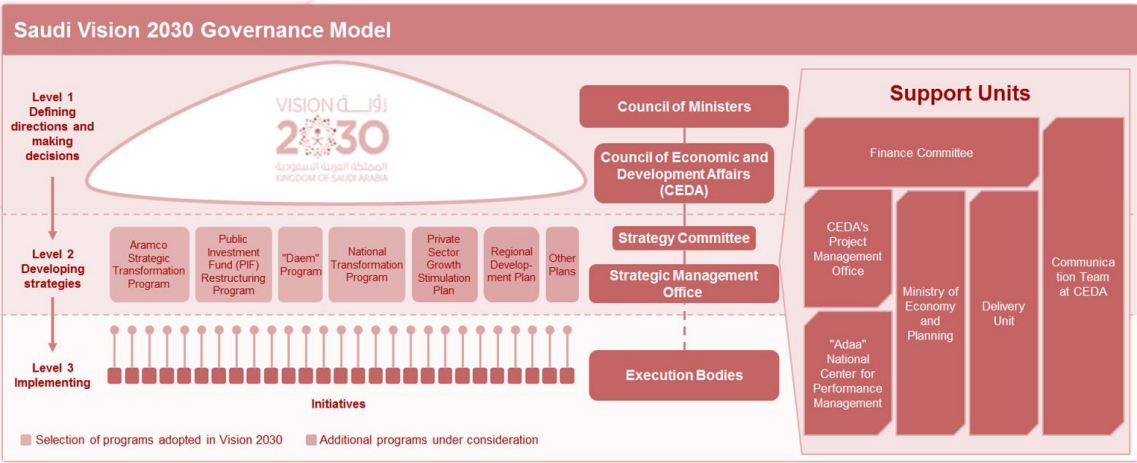 Saudi Vision 2030 Governance Model
Level 1
Defining
directions and
making
decisions
VISION رؤية
2030
المملكة العربية السعودية
KINGDOM OF SAUDI ARABIA
Council of Ministers
Council of Economic and
Development Affairs
(CEDA)
Level 2
Developing
strategies
Aramco
Strategic
Transformation
Program
Public
Investment
Fund (PIF)
Restructuring
Program
"Daem"
Program
National
Transformation
Program
Private
Sector
Growth
Stimulation
Plan
Regional
Develop-
ment Plan
Other
Plans
Strategy Committee
Strategic Management
Office
Level 3
Implementing
Initiatives
Execution Bodies
Support Units
Finance Committee
CEDA's
Project
Management
Office
"Adaa"
National
Center for
Performance
Management
Ministry of
Economy
and
Planning
Delivery
Unit
Communica
tion Team
at CEDA
Selection of programs adopted in Vision 2030
Additional programs under consideration